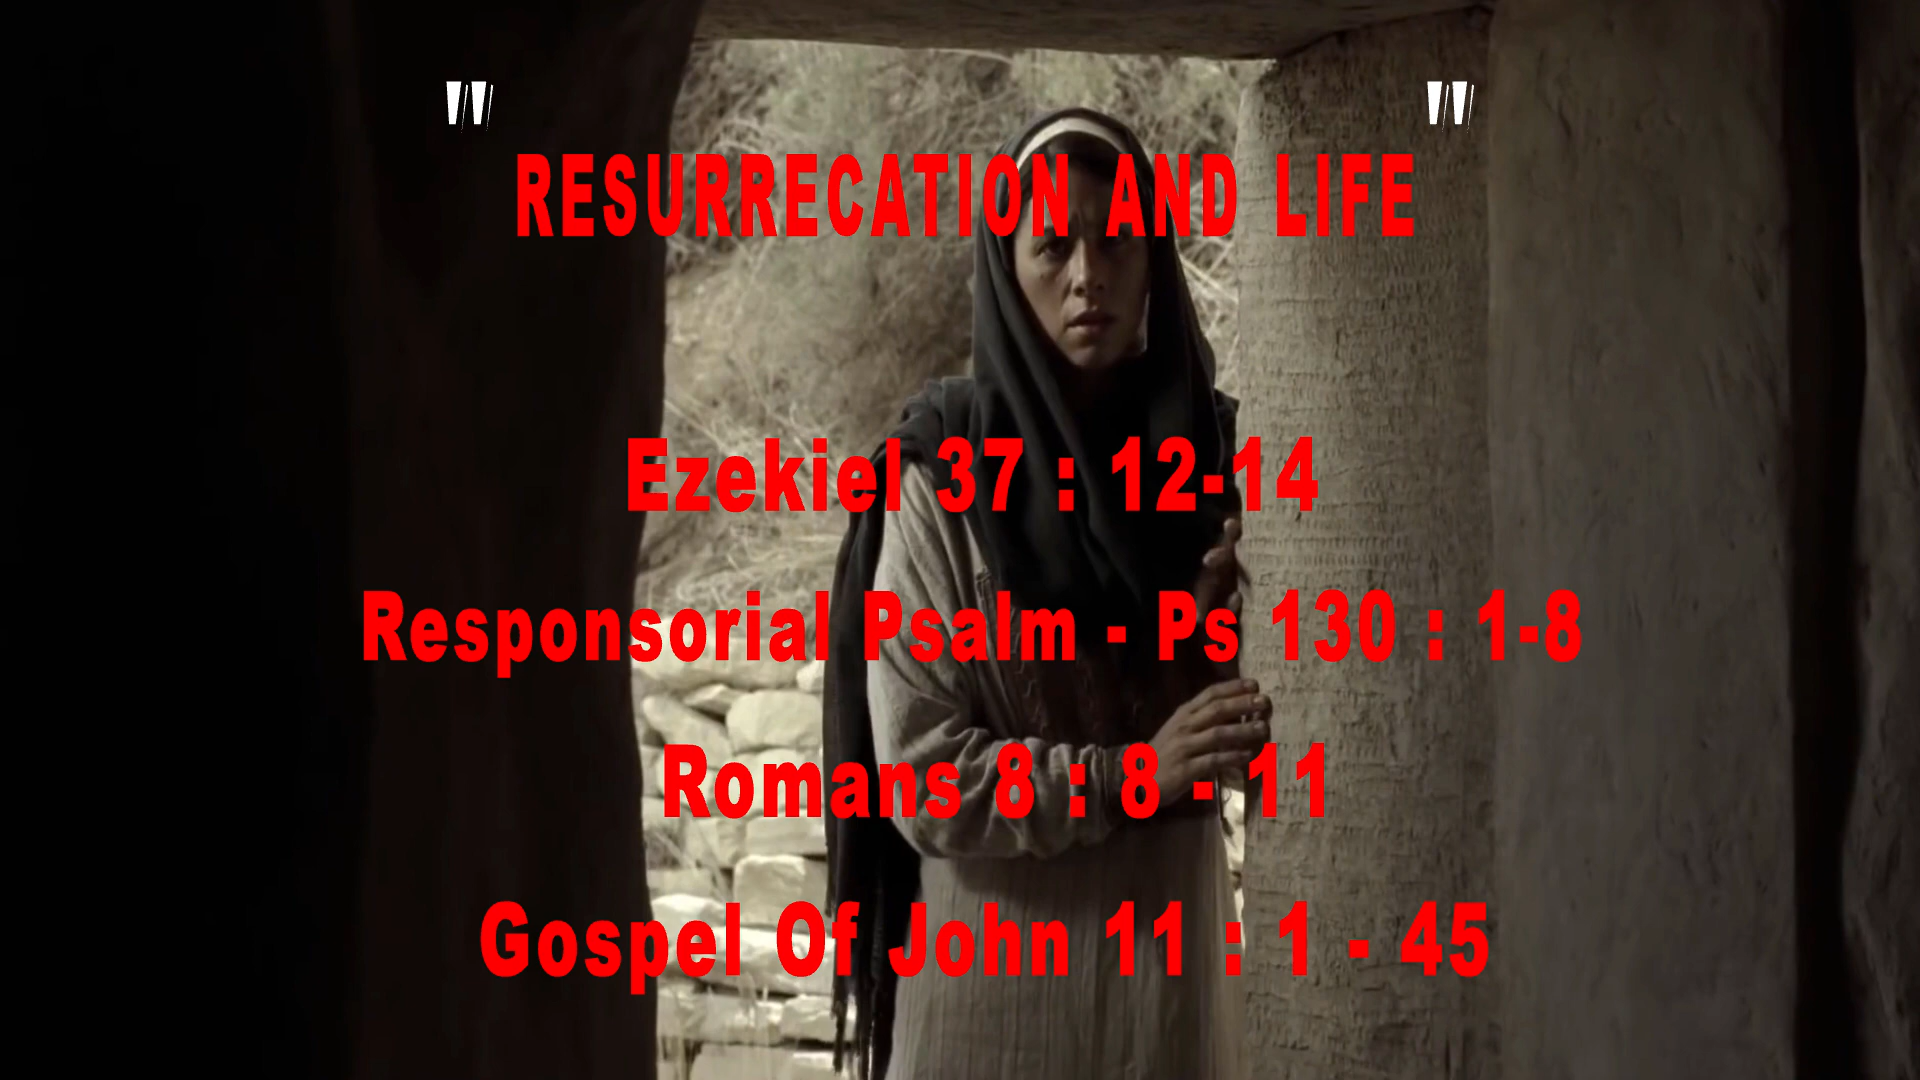 " "
RESURRECATION AND LIFE
Ezekiel 37 : 12-14
Responsorial Psalm - Ps 130 : 1-8
Romans 8 : 8 - 11
Gospel Of John 11 : 1 - 45